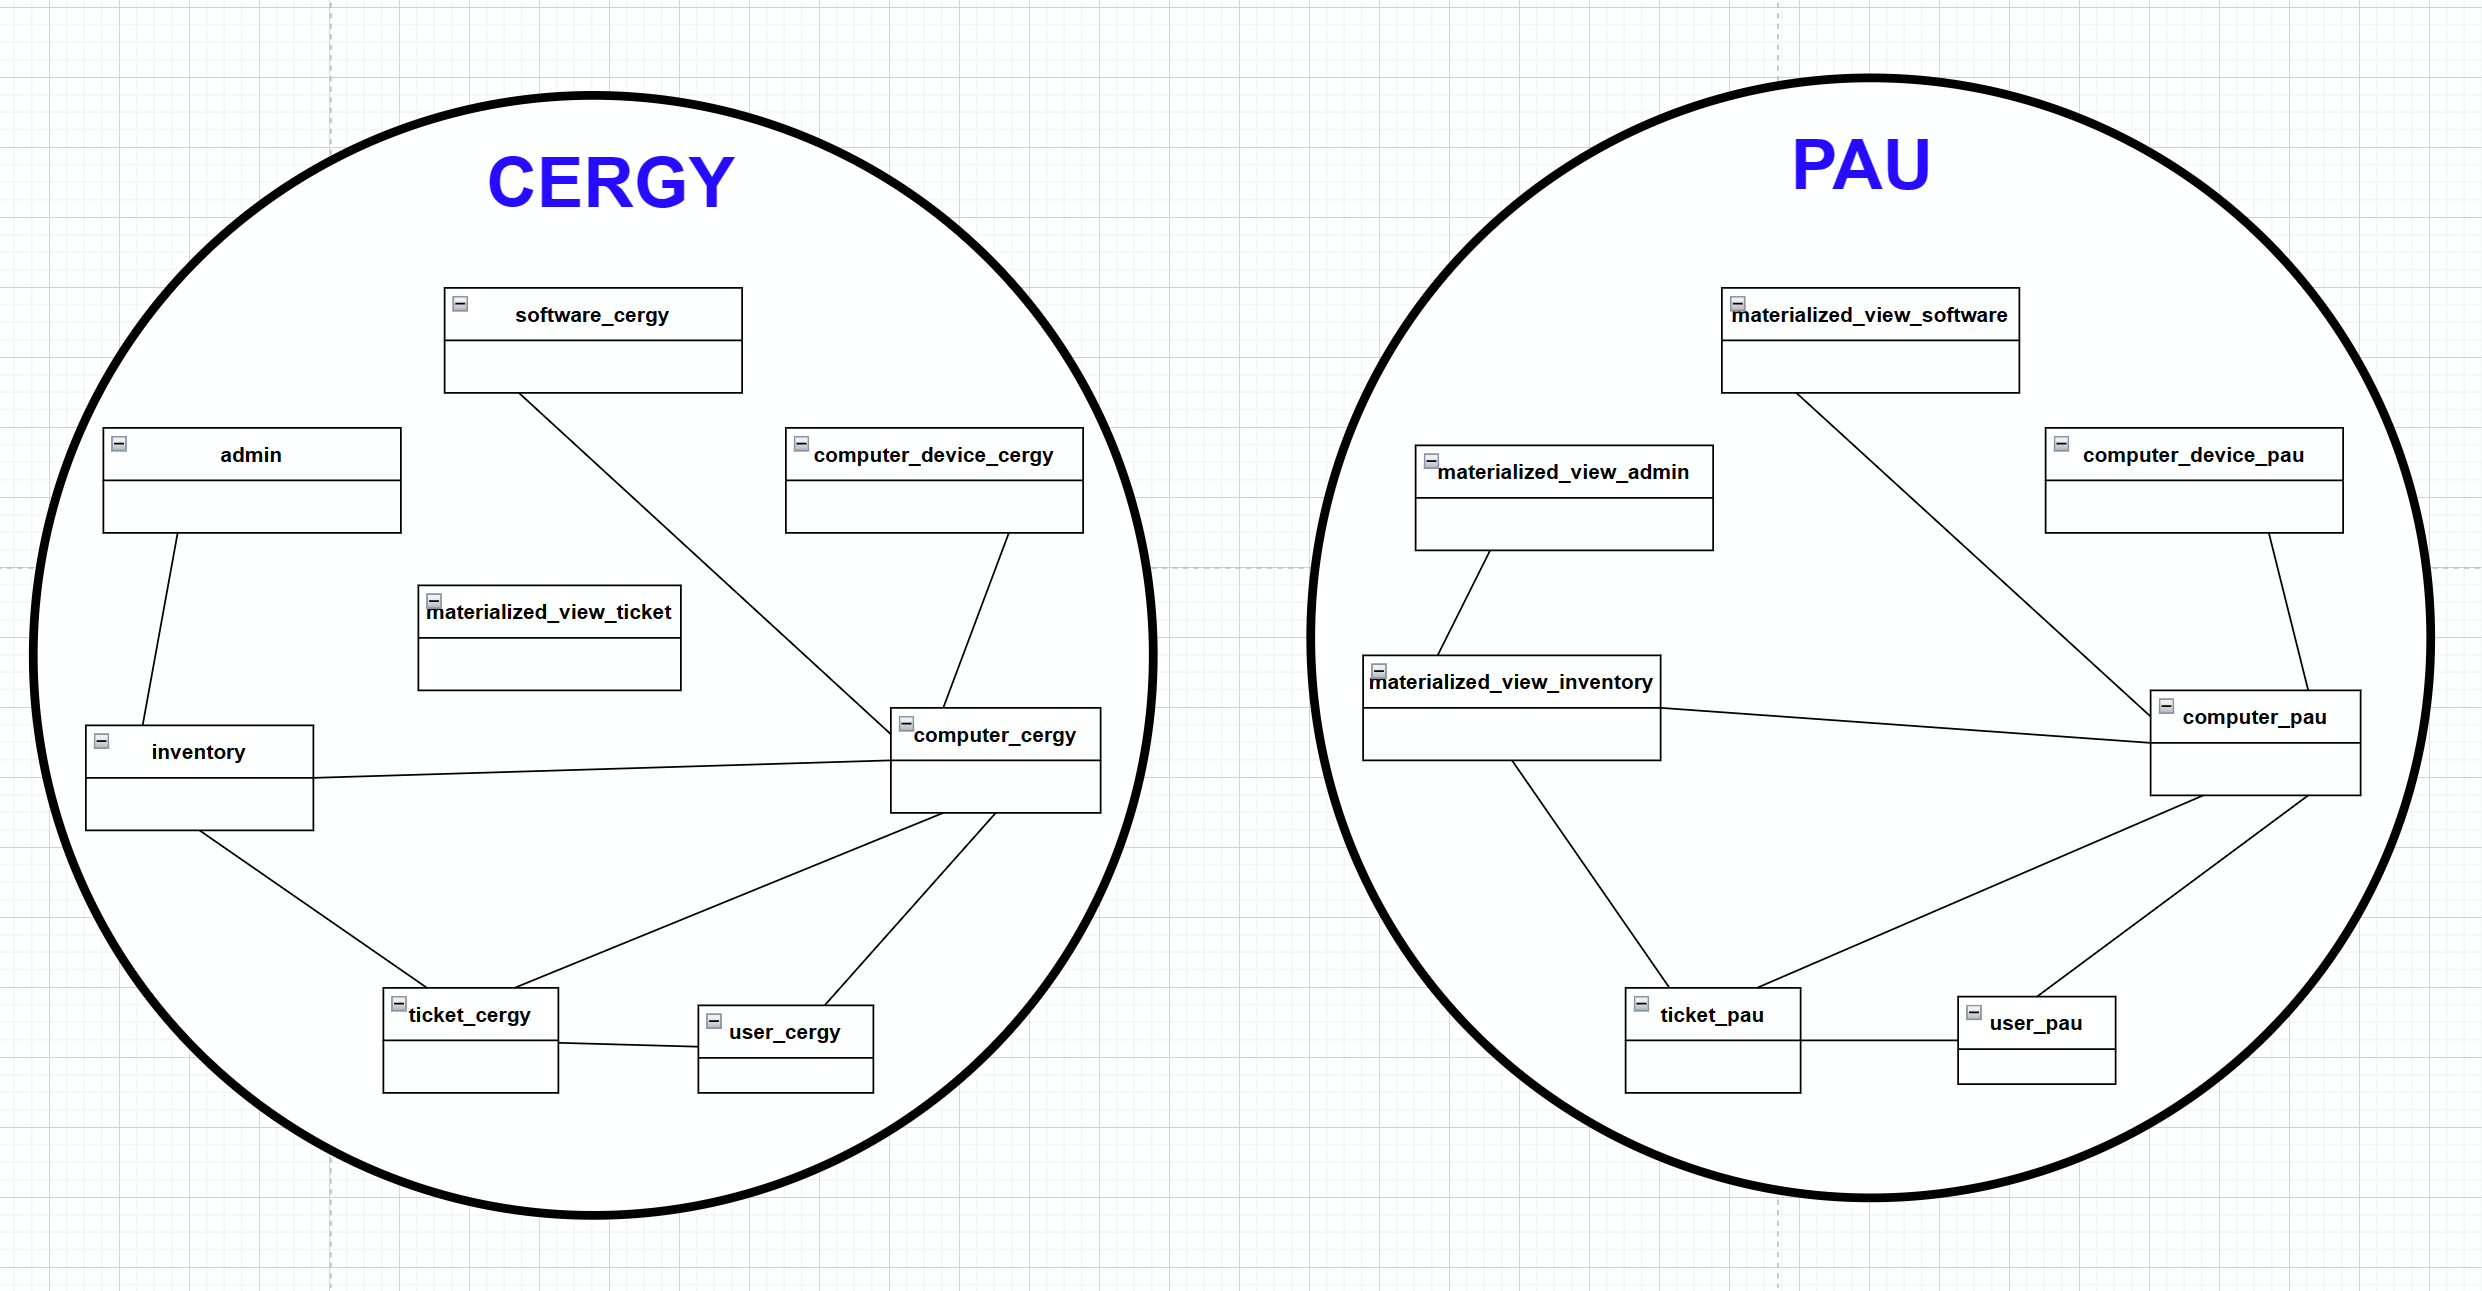 CERGY
software_cergy
admin
computer_device_cergy
materialized_view_ticket
inventory
computer_cergy
ticket_cergy
user_cergy
PAU
materialized_view_software
materialized_view_admin
computer_device_pau
materialized_view_inventory
computer_pau
ticket_pau
user_pau